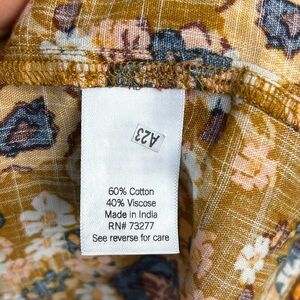 A23
60% Cotton
40% Viscose
Made in India
RN# 73277
See reverse for care